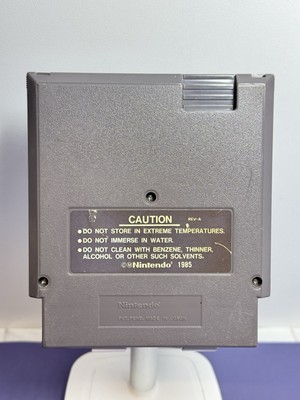 CAUTION REV-A
●DO NOT STORE IN EXTREME TEMPERATURES.
●DO NOT IMMERSE IN WATER.
●DO NOT CLEAN WITH BENZENE, THINNER,
ALCOHOL OR OTHER SUCH SOLVENTS.
©Nintendo® 1985
Nintendo